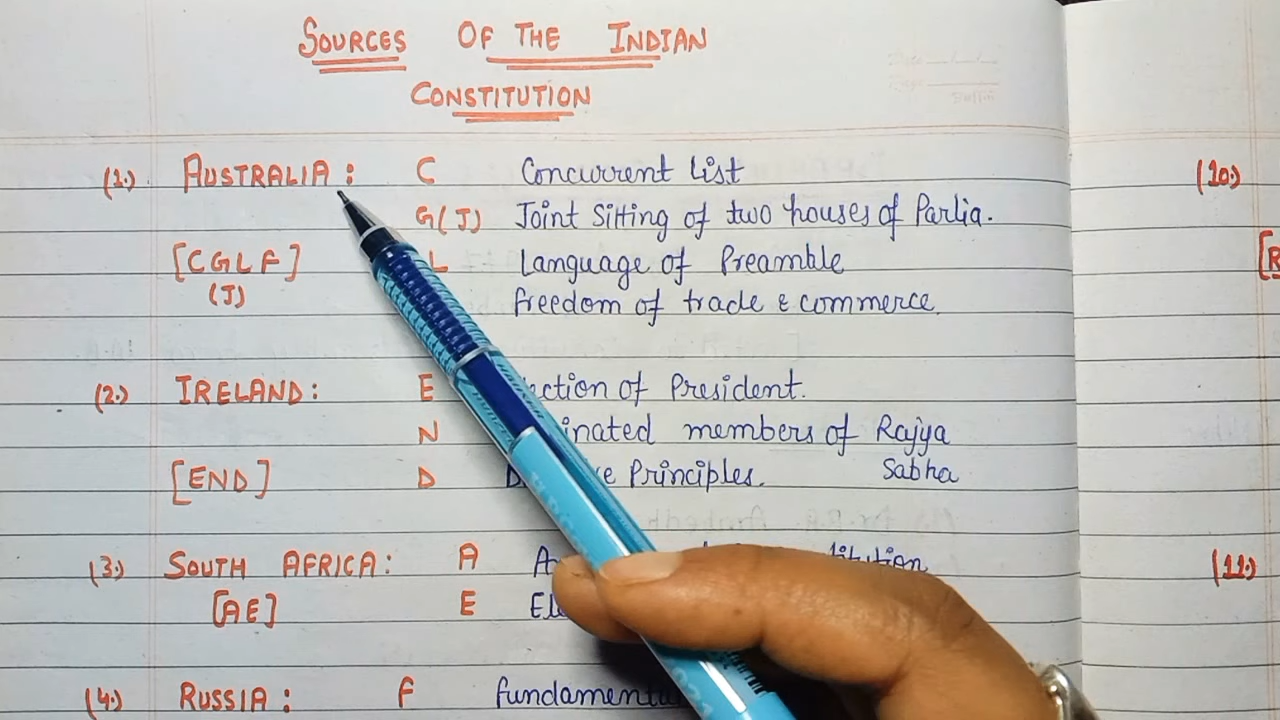 SOURCES OF THE INDIAN
CONSTITUTION
(1.) AUSTRALIA: C Concurrent list
G(J) Joint Sitting of two houses of Parlia.
[CGLF] L Language of Preamble
(J) freedom of trade & commerce.
(2.) IRELAND: E of President.
N members of Rajya
Sabha
[END] D Principles.
(3.) SOUTH AFRICA: A
[AE] E
(4.) RUSSIA: F
(10.)
(11.)